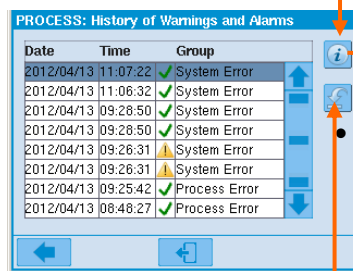 PROCESS: History of Warnings and Alarms
Date Time Group
2012/04/13 11:07:22 System Error
2012/04/13 11:06:32 System Error
2012/04/13 09:28:50 System Error
2012/04/13 09:28:50 System Error
2012/04/13 09:26:31 System Error
2012/04/13 09:26:31 System Error
2012/04/13 09:25:42 Process Error
2012/04/13 08:48:27 Process Error